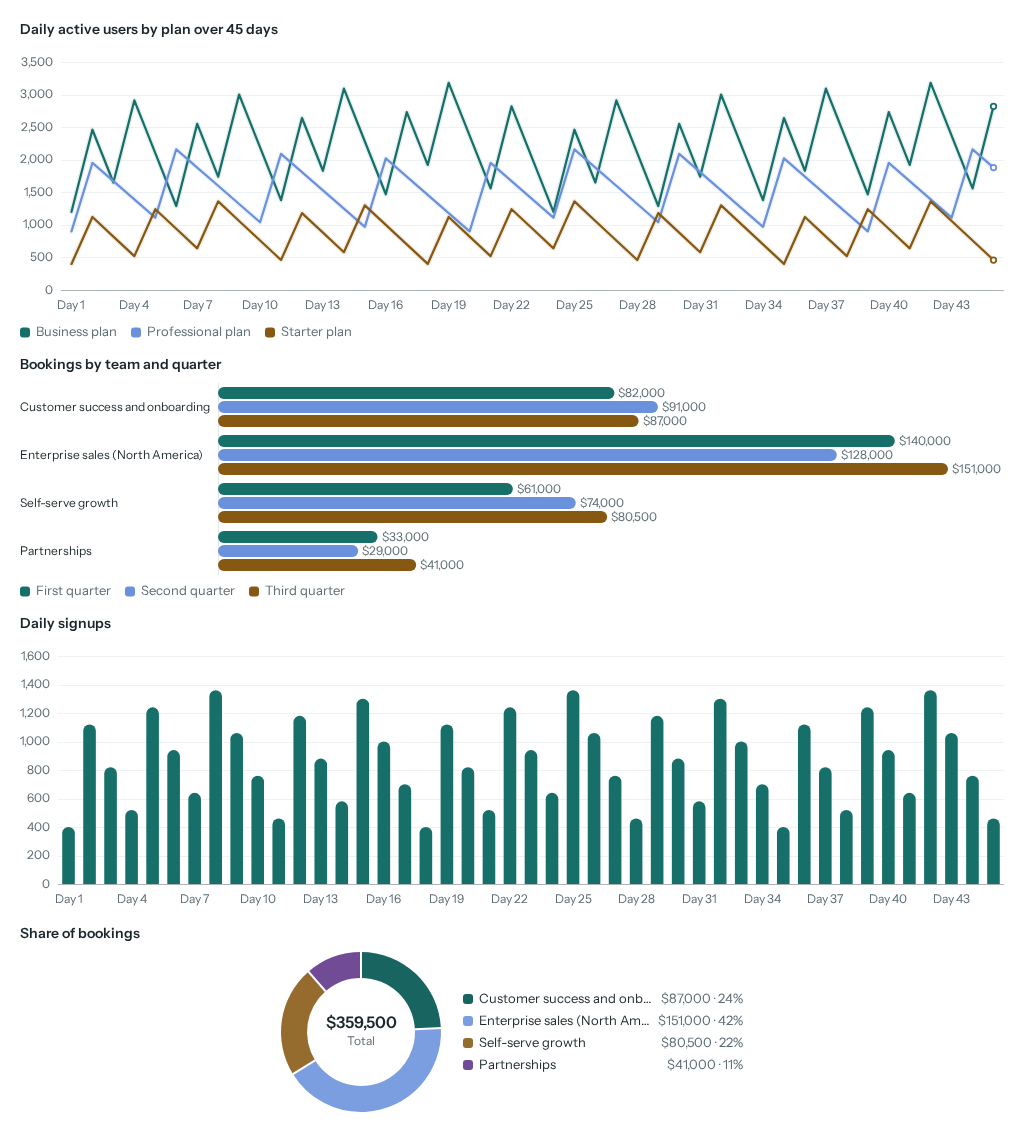 Daily active users by plan over 45 days
3,500
3,000
2,500
2,000
1,500
1,000
500
0
Day 1 Day 4 Day 7 Day 10 Day 13 Day 16 Day 19 Day 22 Day 25 Day 28 Day 31 Day 34 Day 37 Day 40 Day 43
Business plan Professional plan Starter plan
Bookings by team and quarter
$82,000
Customer success and onboarding $91,000
$87,000
$140,000
Enterprise sales (North America) $128,000
$151,000
$61,000
Self-serve growth $74,000
$80,500
$33,000
Partnerships $29,000
$41,000
First quarter Second quarter Third quarter
Daily signups
1,600
1,400
1,200
1,000
800
600
400
200
0
Day 1 Day 4 Day 7 Day 10 Day 13 Day 16 Day 19 Day 22 Day 25 Day 28 Day 31 Day 34 Day 37 Day 40 Day 43
Share of bookings
$359,500
Total
Customer success and onb... $87,000 · 24%
Enterprise sales (North Am... $151,000 · 42%
Self-serve growth $80,500 · 22%
Partnerships $41,000 · 11%